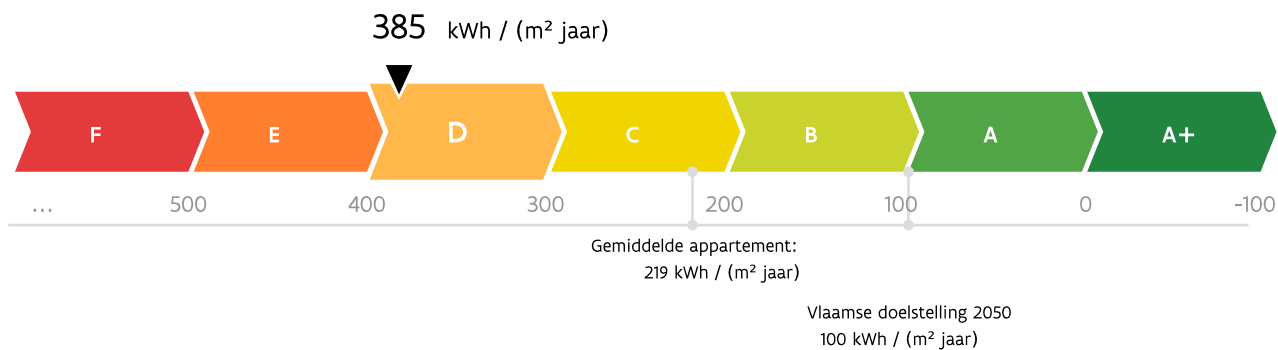 385 kWh / (m² jaar)
F E D C B A A+
... 500 400 300 200 100 0 -100
Gemiddelde appartement:
219 kWh / (m² jaar)
Vlaamse doelstelling 2050
100 kWh / (m² jaar)